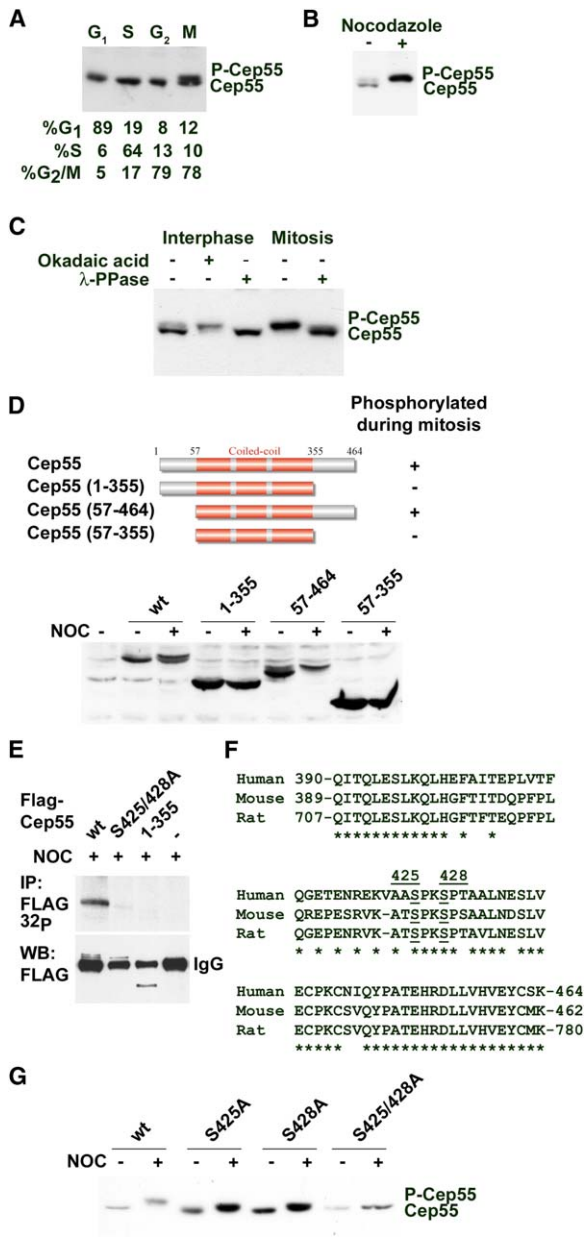 A
G1 S G2 M
P-Cep55
Cep55
%G1 89 19 8 12
%S 6 64 13 10
%G2/M 5 17 79 78
B
Nocodazole
- +
P-Cep55
Cep55
C
Interphase Mitosis
Okadaic acid - + - - -
λ-PPase - - + - +
P-Cep55
Cep55
D
Phosphorylated
during mitosis
1 57 Coiled-coil 355 464
Cep55 +
Cep55 (1-355) -
Cep55 (57-464) +
Cep55 (57-355) -
wt 1-355 57-464 57-355
NOC - - + - + - + - +
E
Flag-
Cep55
wt S425/428A 1-355 -
NOC + + + +
IP:
FLAG
32P
WB:
FLAG
IgG
F
Human 390-QITQLESLKQLHEFAITEPLVTF
Mouse 389-QITQLESLKQLHGFTITDQPFPL
Rat 707-QITQLESLKQLHGFTFTEQPFPL
************ * *
425 428
Human QGETENREKVAASPKSPTAALNESLV
Mouse QREPESRVK-ATSPKSPSAALNDSLV
Rat QGEPENRVK-ATSPKSPTAVLNESLV
* * * * * * **** * ** ***
Human ECPKCNIQYPATEHRDLLVHVEYCSK-464
Mouse ECPKCSVQYPATEHRDLLVHVEYCMK-462
Rat ECPKCSVQYPATEHRDLLVHVEYCMK-780
***** ******************
G
wt S425A S428A S425/428A
NOC - + - + - + - +
P-Cep55
Cep55